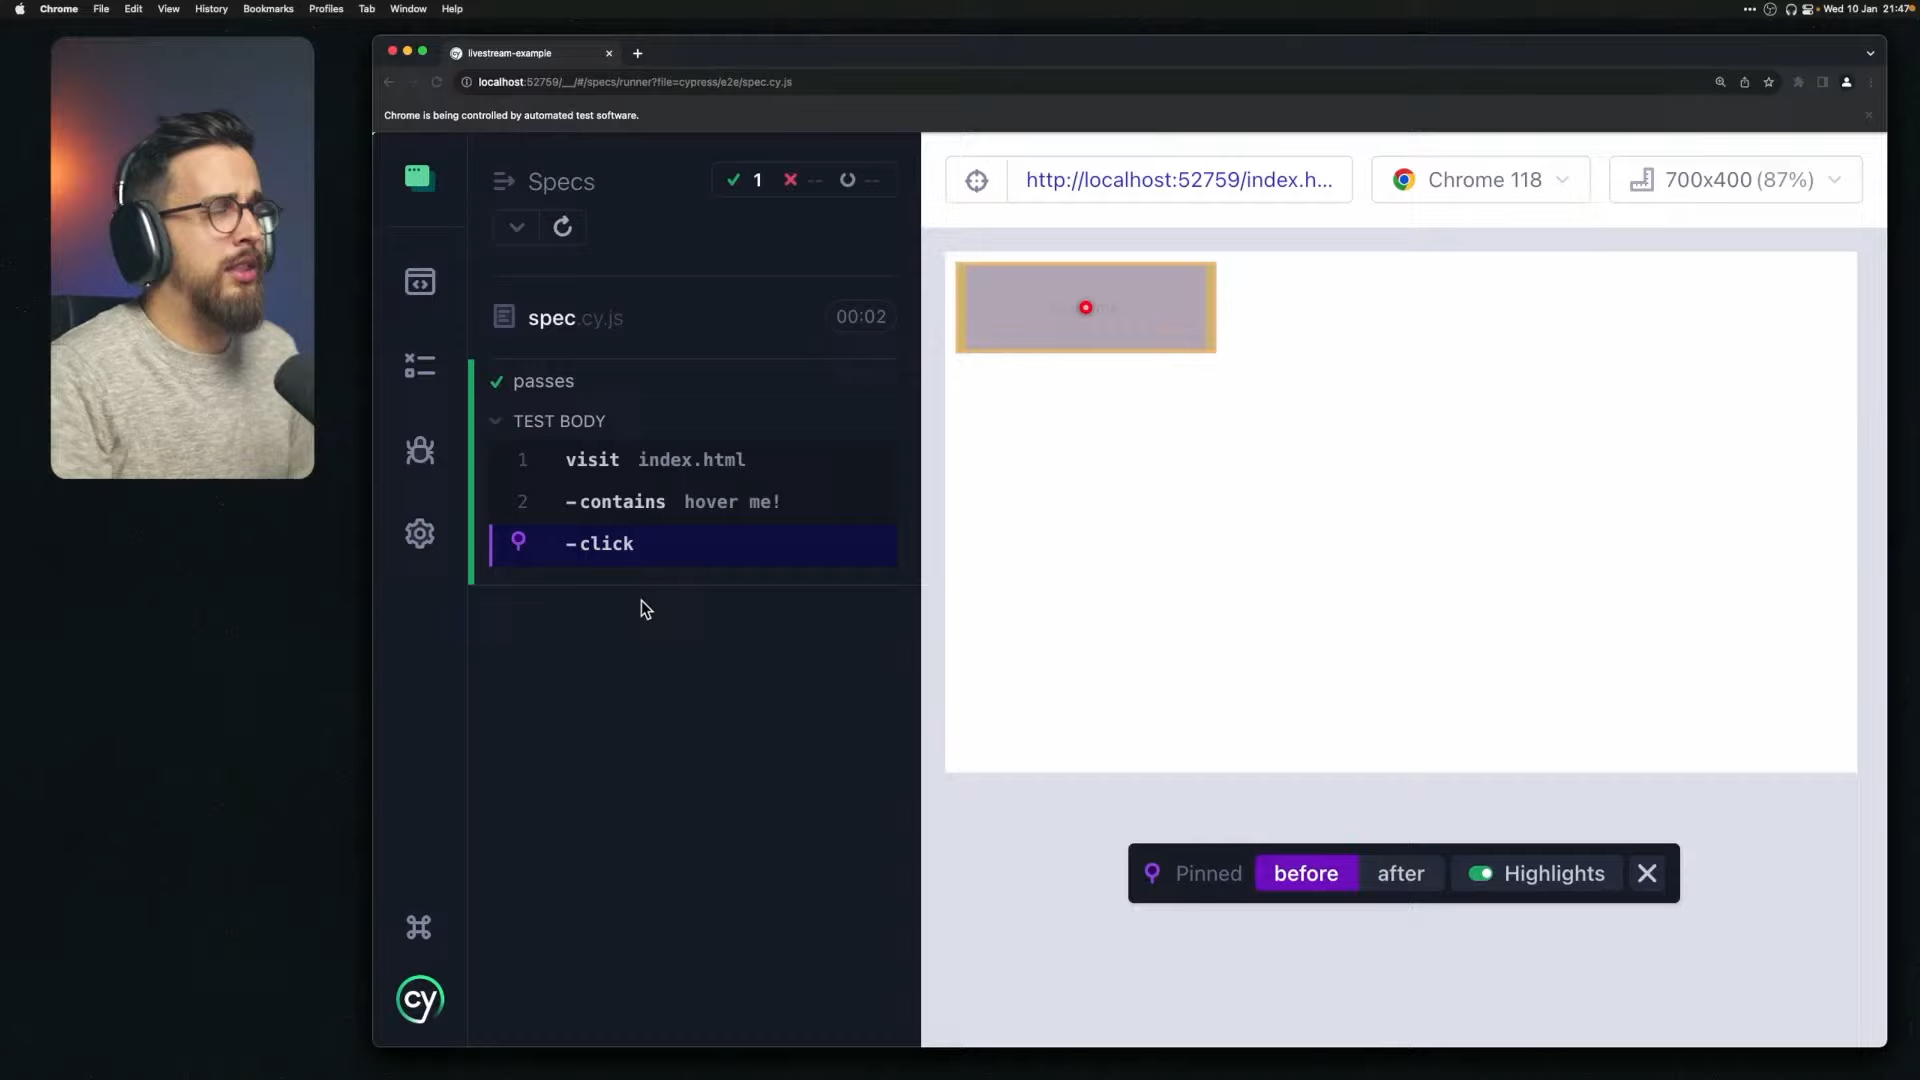 Chrome File Edit View History Bookmarks Profiles Tab Window Help
Wed 10 Jan 21:47
livestream-example
localhost:52759/__/#/specs/runner?file=cypress/e2e/spec.cy.js
Chrome is being controlled by automated test software.
Specs
1 -- --
http://localhost:52759/index.h...
Chrome 118
700x400 (87%)
spec.cy.js
00:02
passes
TEST BODY
1 visit index.html
2 -contains hover me!
-click
Pinned before after Highlights
cy